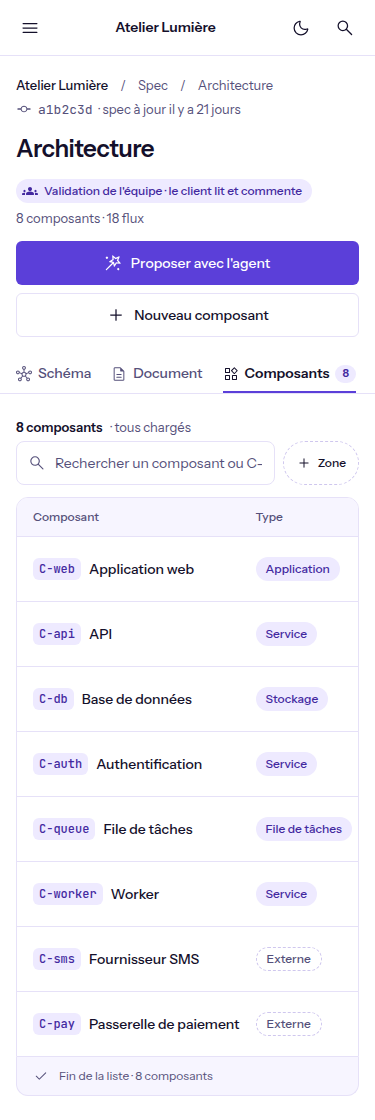 Atelier Lumière
Atelier Lumière / Spec / Architecture
a1b2c3d · spec à jour il y a 21 jours
Architecture
Validation de l'équipe · le client lit et commente
8 composants · 18 flux
Proposer avec l'agent
Nouveau composant
Schéma Document Composants 8
8 composants · tous chargés
Rechercher un composant ou C- Zone
Composant Type
C-web Application web Application
C-api API Service
C-db Base de données Stockage
C-auth Authentification Service
C-queue File de tâches File de tâches
C-worker Worker Service
C-sms Fournisseur SMS Externe
C-pay Passerelle de paiement Externe
Fin de la liste · 8 composants